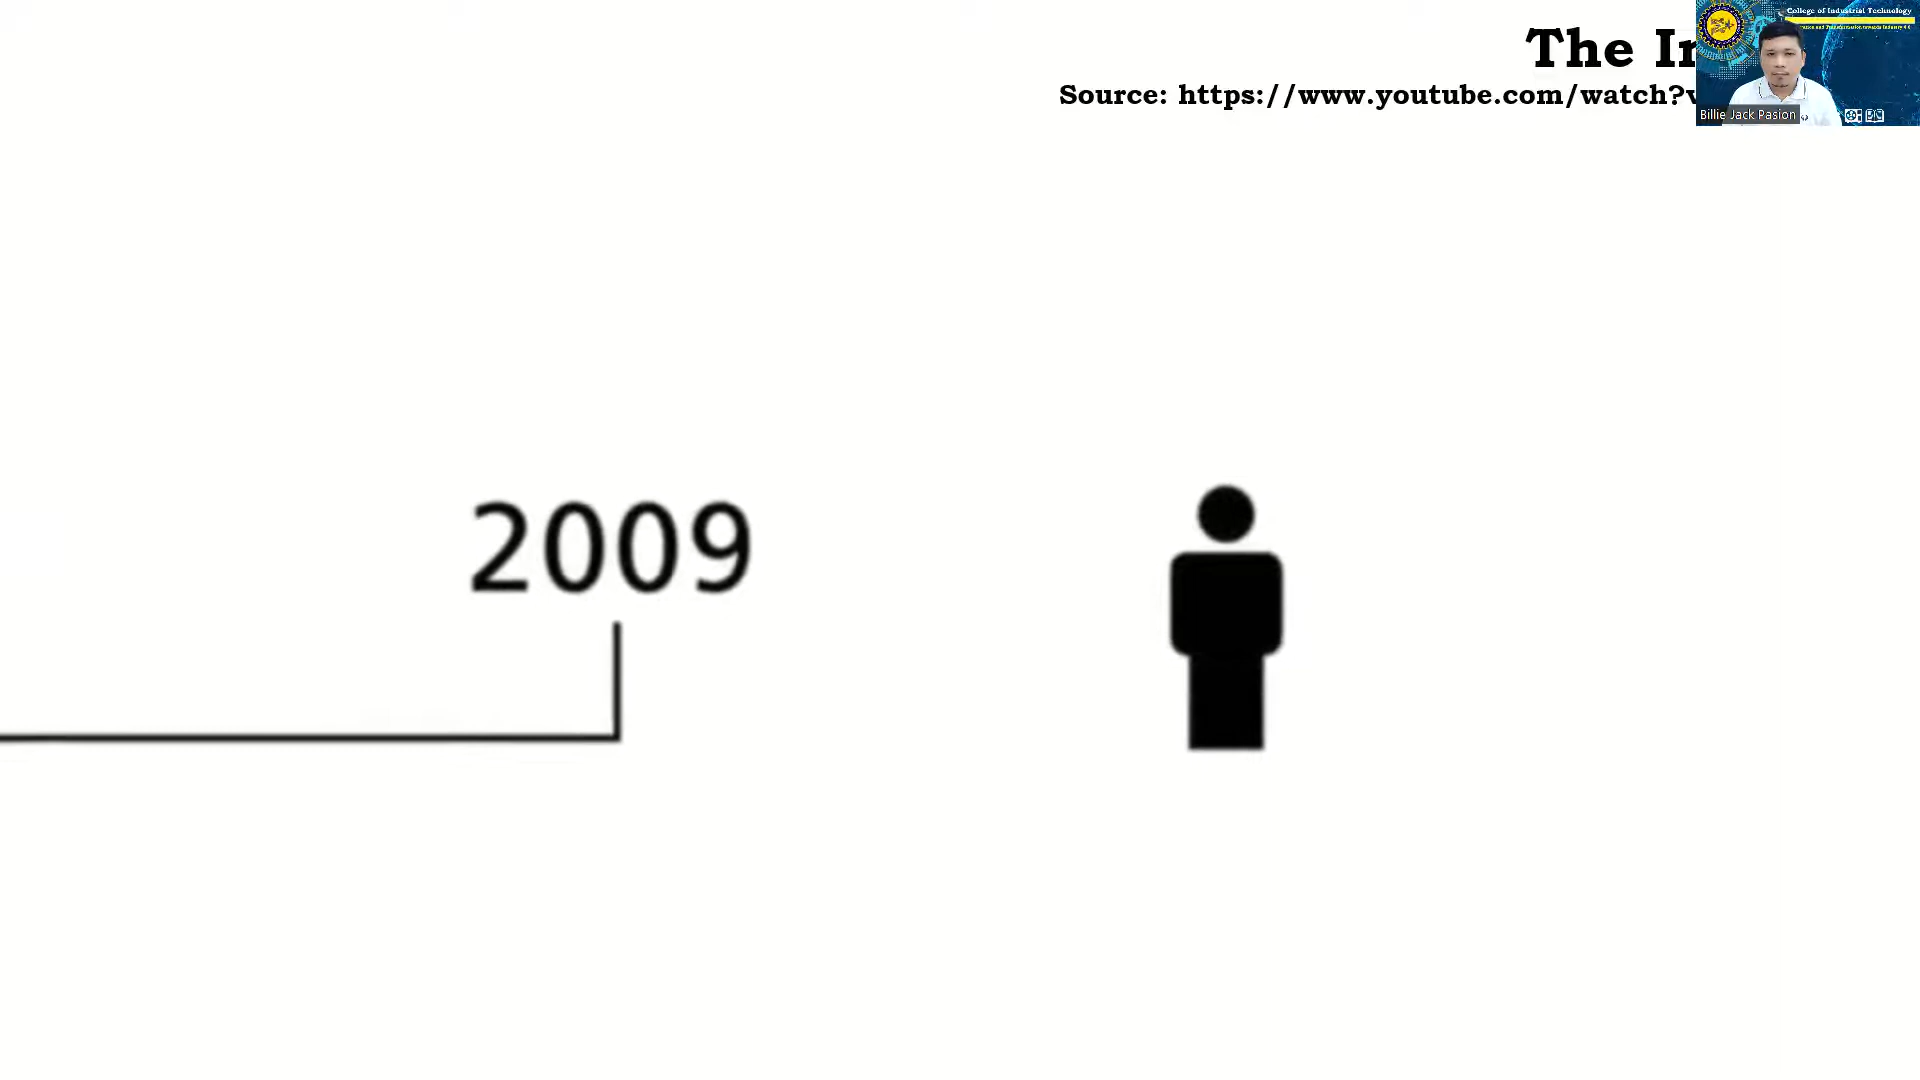 The
Source: https://www.youtube.com/watch?v
College of Industrial Technology
Billie Jack Pasion
2009